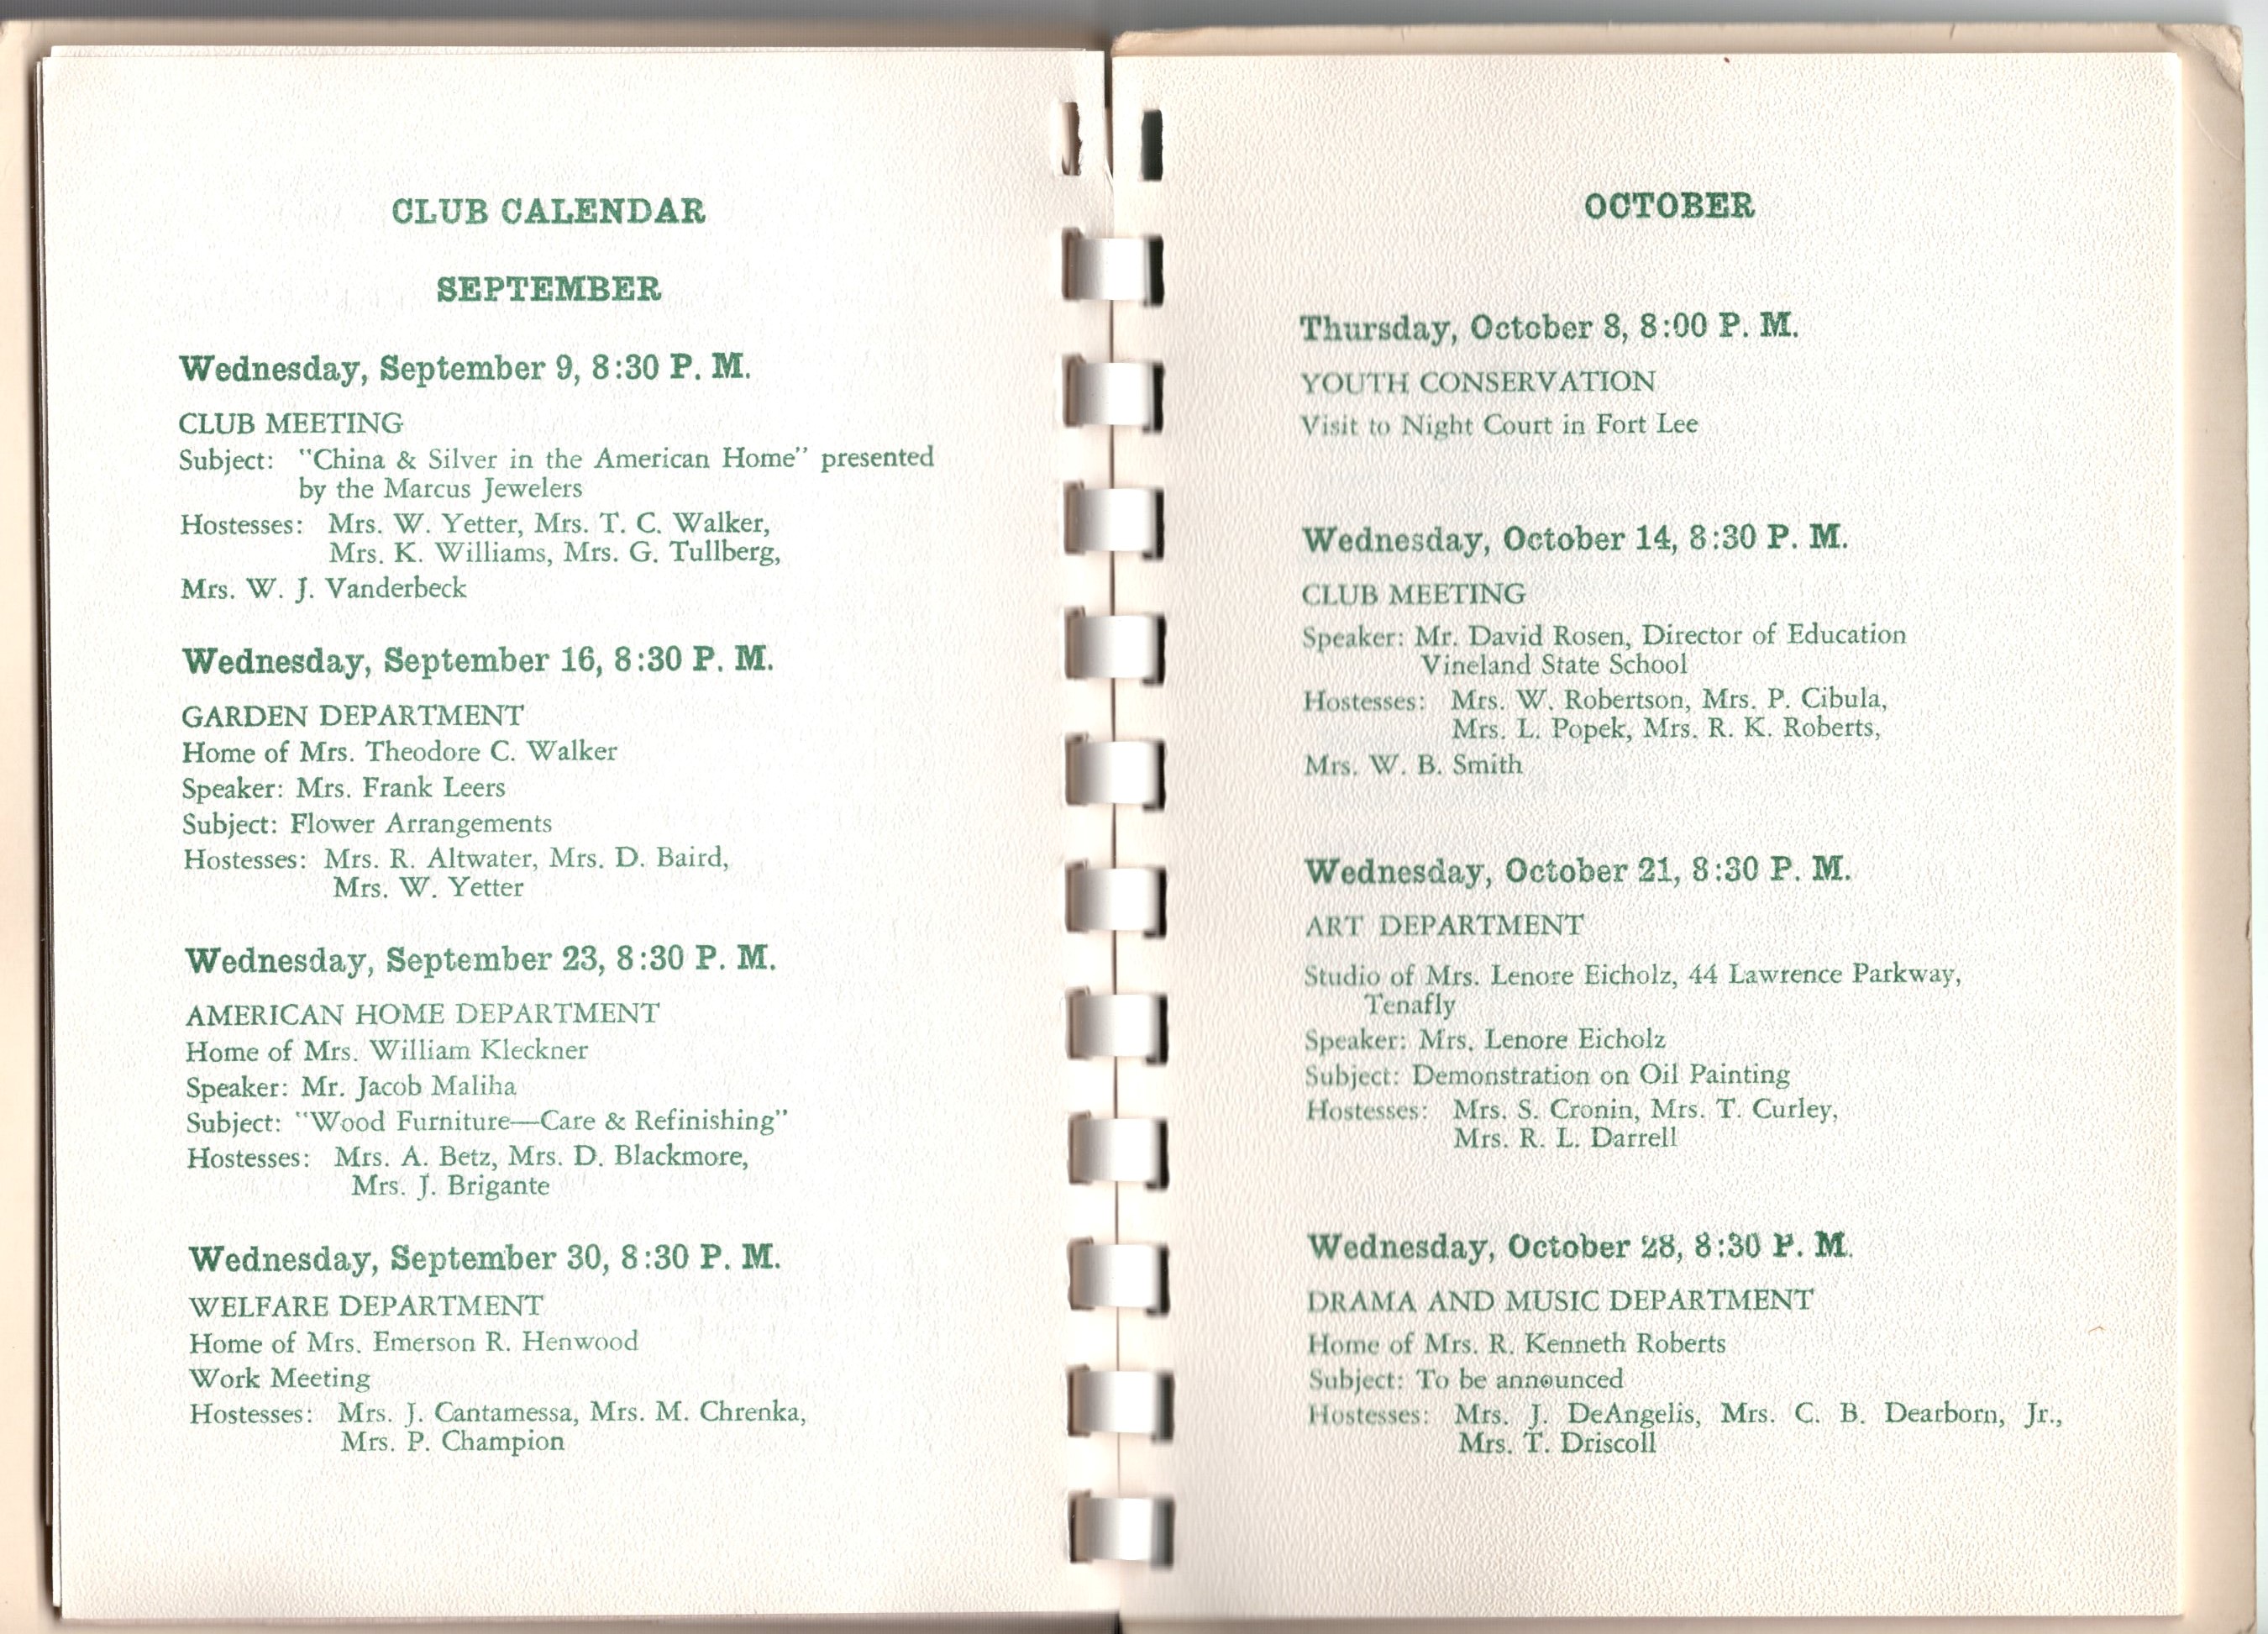 CLUB CALENDAR
SEPTEMBER
Wednesday, September 9, 8:30 P. M.
CLUB MEETING
Subject: "China & Silver in the American Home" presented
by the Marcus Jewelers
Hostesses: Mrs. W. Yetter, Mrs. T. C. Walker,
Mrs. K. Williams, Mrs. G. Tullberg,
Mrs. W. J. Vanderbeck
Wednesday, September 16, 8:30 P. M.
GARDEN DEPARTMENT
Home of Mrs. Theodore C. Walker
Speaker: Mrs. Frank Leers
Subject: Flower Arrangements
Hostesses: Mrs. R. Altwater, Mrs. D. Baird,
Mrs. W. Yetter
Wednesday, September 23, 8:30 P. M.
AMERICAN HOME DEPARTMENT
Home of Mrs. William Kleckner
Speaker: Mr. Jacob Maliha
Subject: "Wood Furniture—Care & Refinishing"
Hostesses: Mrs. A. Betz, Mrs. D. Blackmore,
Mrs. J. Brigante
Wednesday, September 30, 8:30 P. M.
WELFARE DEPARTMENT
Home of Mrs. Emerson R. Henwood
Work Meeting
Hostesses: Mrs. J. Cantamessa, Mrs. M. Chrenka,
Mrs. P. Champion
OCTOBER
Thursday, October 8, 8:00 P. M.
YOUTH CONSERVATION
Visit to Night Court in Fort Lee
Wednesday, October 14, 8:30 P. M.
CLUB MEETING
Speaker: Mr. David Rosen, Director of Education
Vineland State School
Hostesses: Mrs. W. Robertson, Mrs. P. Cibula,
Mrs. L. Popek, Mrs. R. K. Roberts,
Mrs. W. B. Smith
Wednesday, October 21, 8:30 P. M.
ART DEPARTMENT
Studio of Mrs. Lenore Eicholz, 44 Lawrence Parkway,
Tenafly
Speaker: Mrs. Lenore Eicholz
Subject: Demonstration on Oil Painting
Hostesses: Mrs. S. Cronin, Mrs. T. Curley,
Mrs. R. L. Darrell
Wednesday, October 28, 8:30 P. M.
DRAMA AND MUSIC DEPARTMENT
Home of Mrs. R. Kenneth Roberts
Subject: To be announced
Hostesses: Mrs. J. DeAngelis, Mrs. C. B. Dearborn, Jr.,
Mrs. T. Driscoll